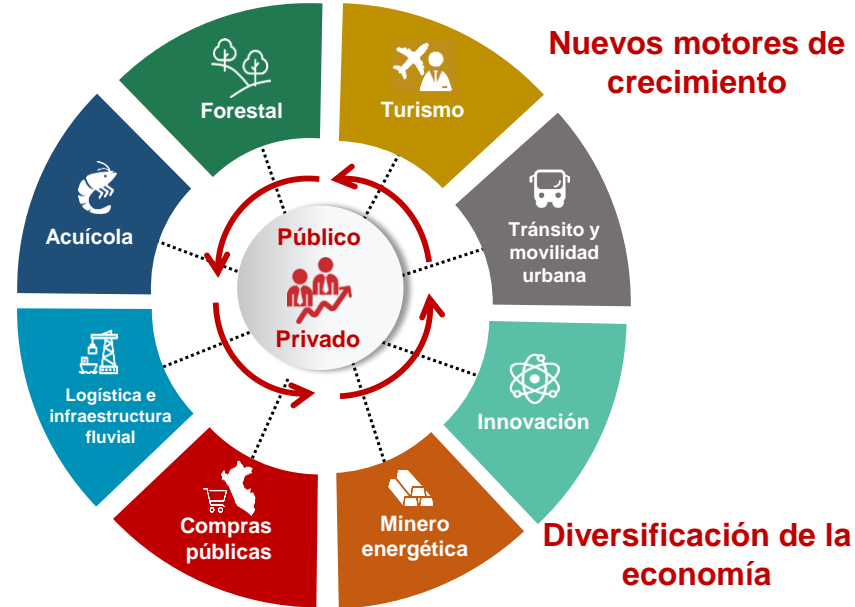 Nuevos motores de
crecimiento
Forestal
Turismo
Acuícola
Tránsito y
movilidad
urbana
Público
Privado
Logística e
infraestructura
fluvial
Innovación
Compras
públicas
Minero
energética
Diversificación de la
economía